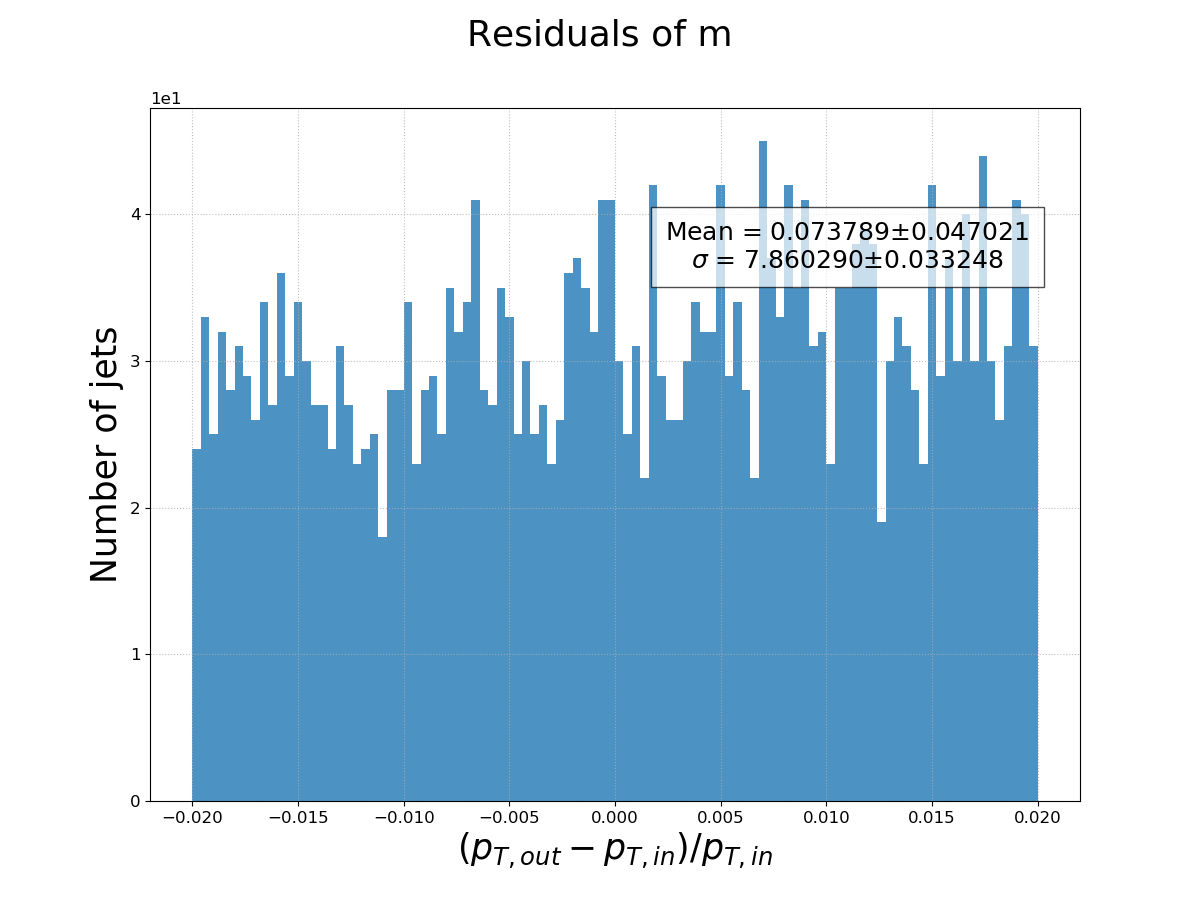 Residuals of m
1e1
4
3
2
1
0
Number of jets
Mean = 0.073789±0.047021
σ = 7.860290±0.033248
−0.020 −0.015 −0.010 −0.005 0.000 0.005 0.010 0.015 0.020
(p_{T,out} − p_{T,in})/p_{T,in}